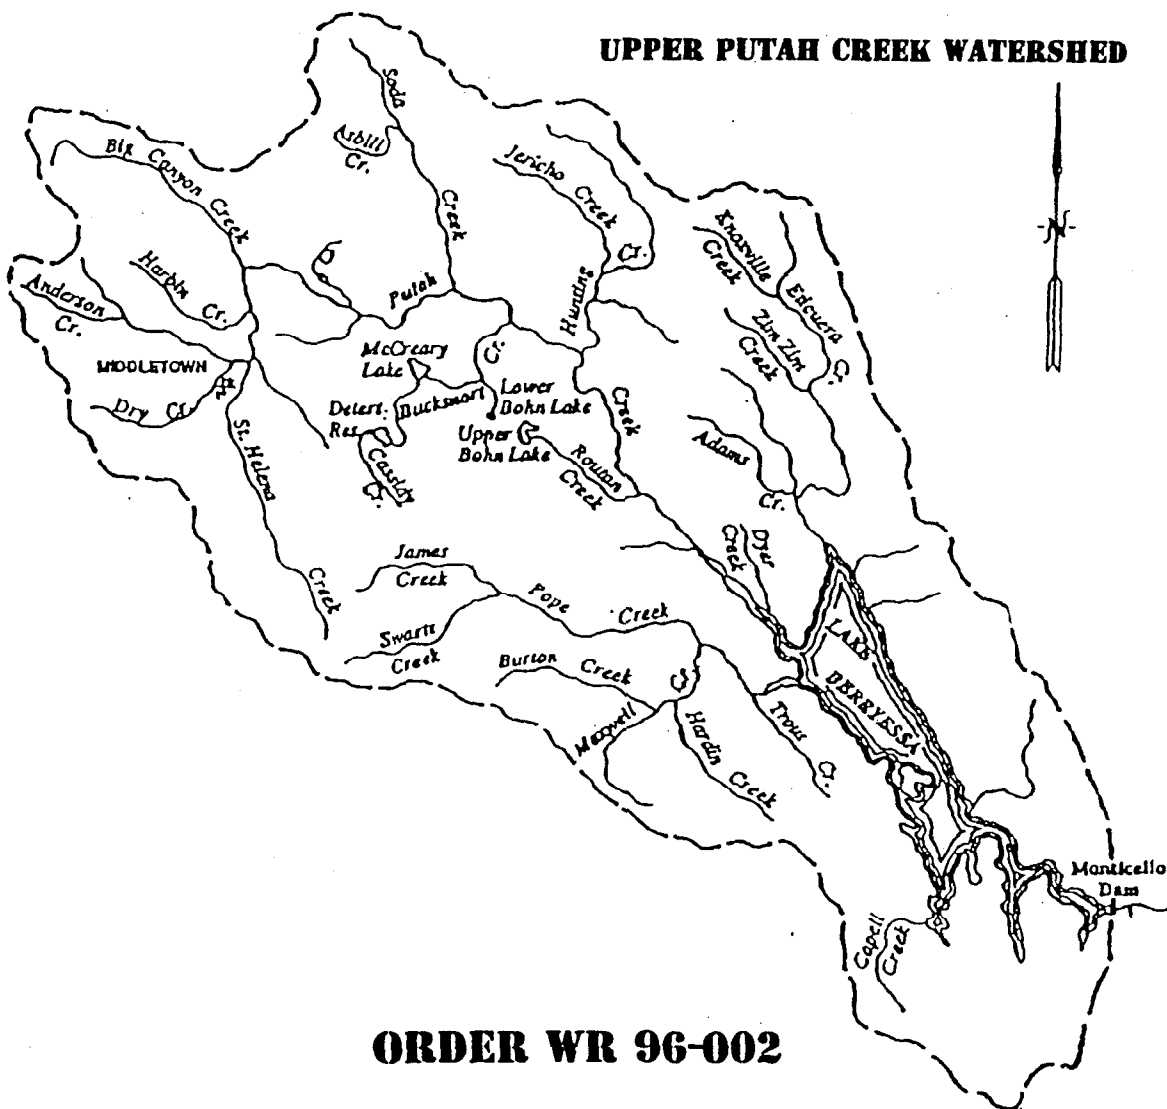 UPPER PUTAH CREEK WATERSHED
Soda
Creek
Asbill
Cr.
Big Canyon Creek
Jericho Creek
Cr.
Hunting
Creek
Knoxville
Creek
Eticuera
Cr.
Zim Zim
Creek
N
Harbin
Cr.
Anderson
Cr.
Putah
MIDDLETOWN
Dry Cr.
McCreary
Lake
Cr.
Bucksnort
Lower
Bohn Lake
Detert
Res.
Upper
Bohn Lake
Cassidy
Cr.
Routan
Creek
Adams
Cr.
St. Helena
Creek
Dyer
Creek
James
Creek
Pope
Creek
Swartz
Creek
Burton Creek
Cr.
Maxwell
Hardin
Creek
Trout
Cr.
LAKE
BERRYESSA
Monticello
Dam
Capell
Creek
ORDER WR 96-002